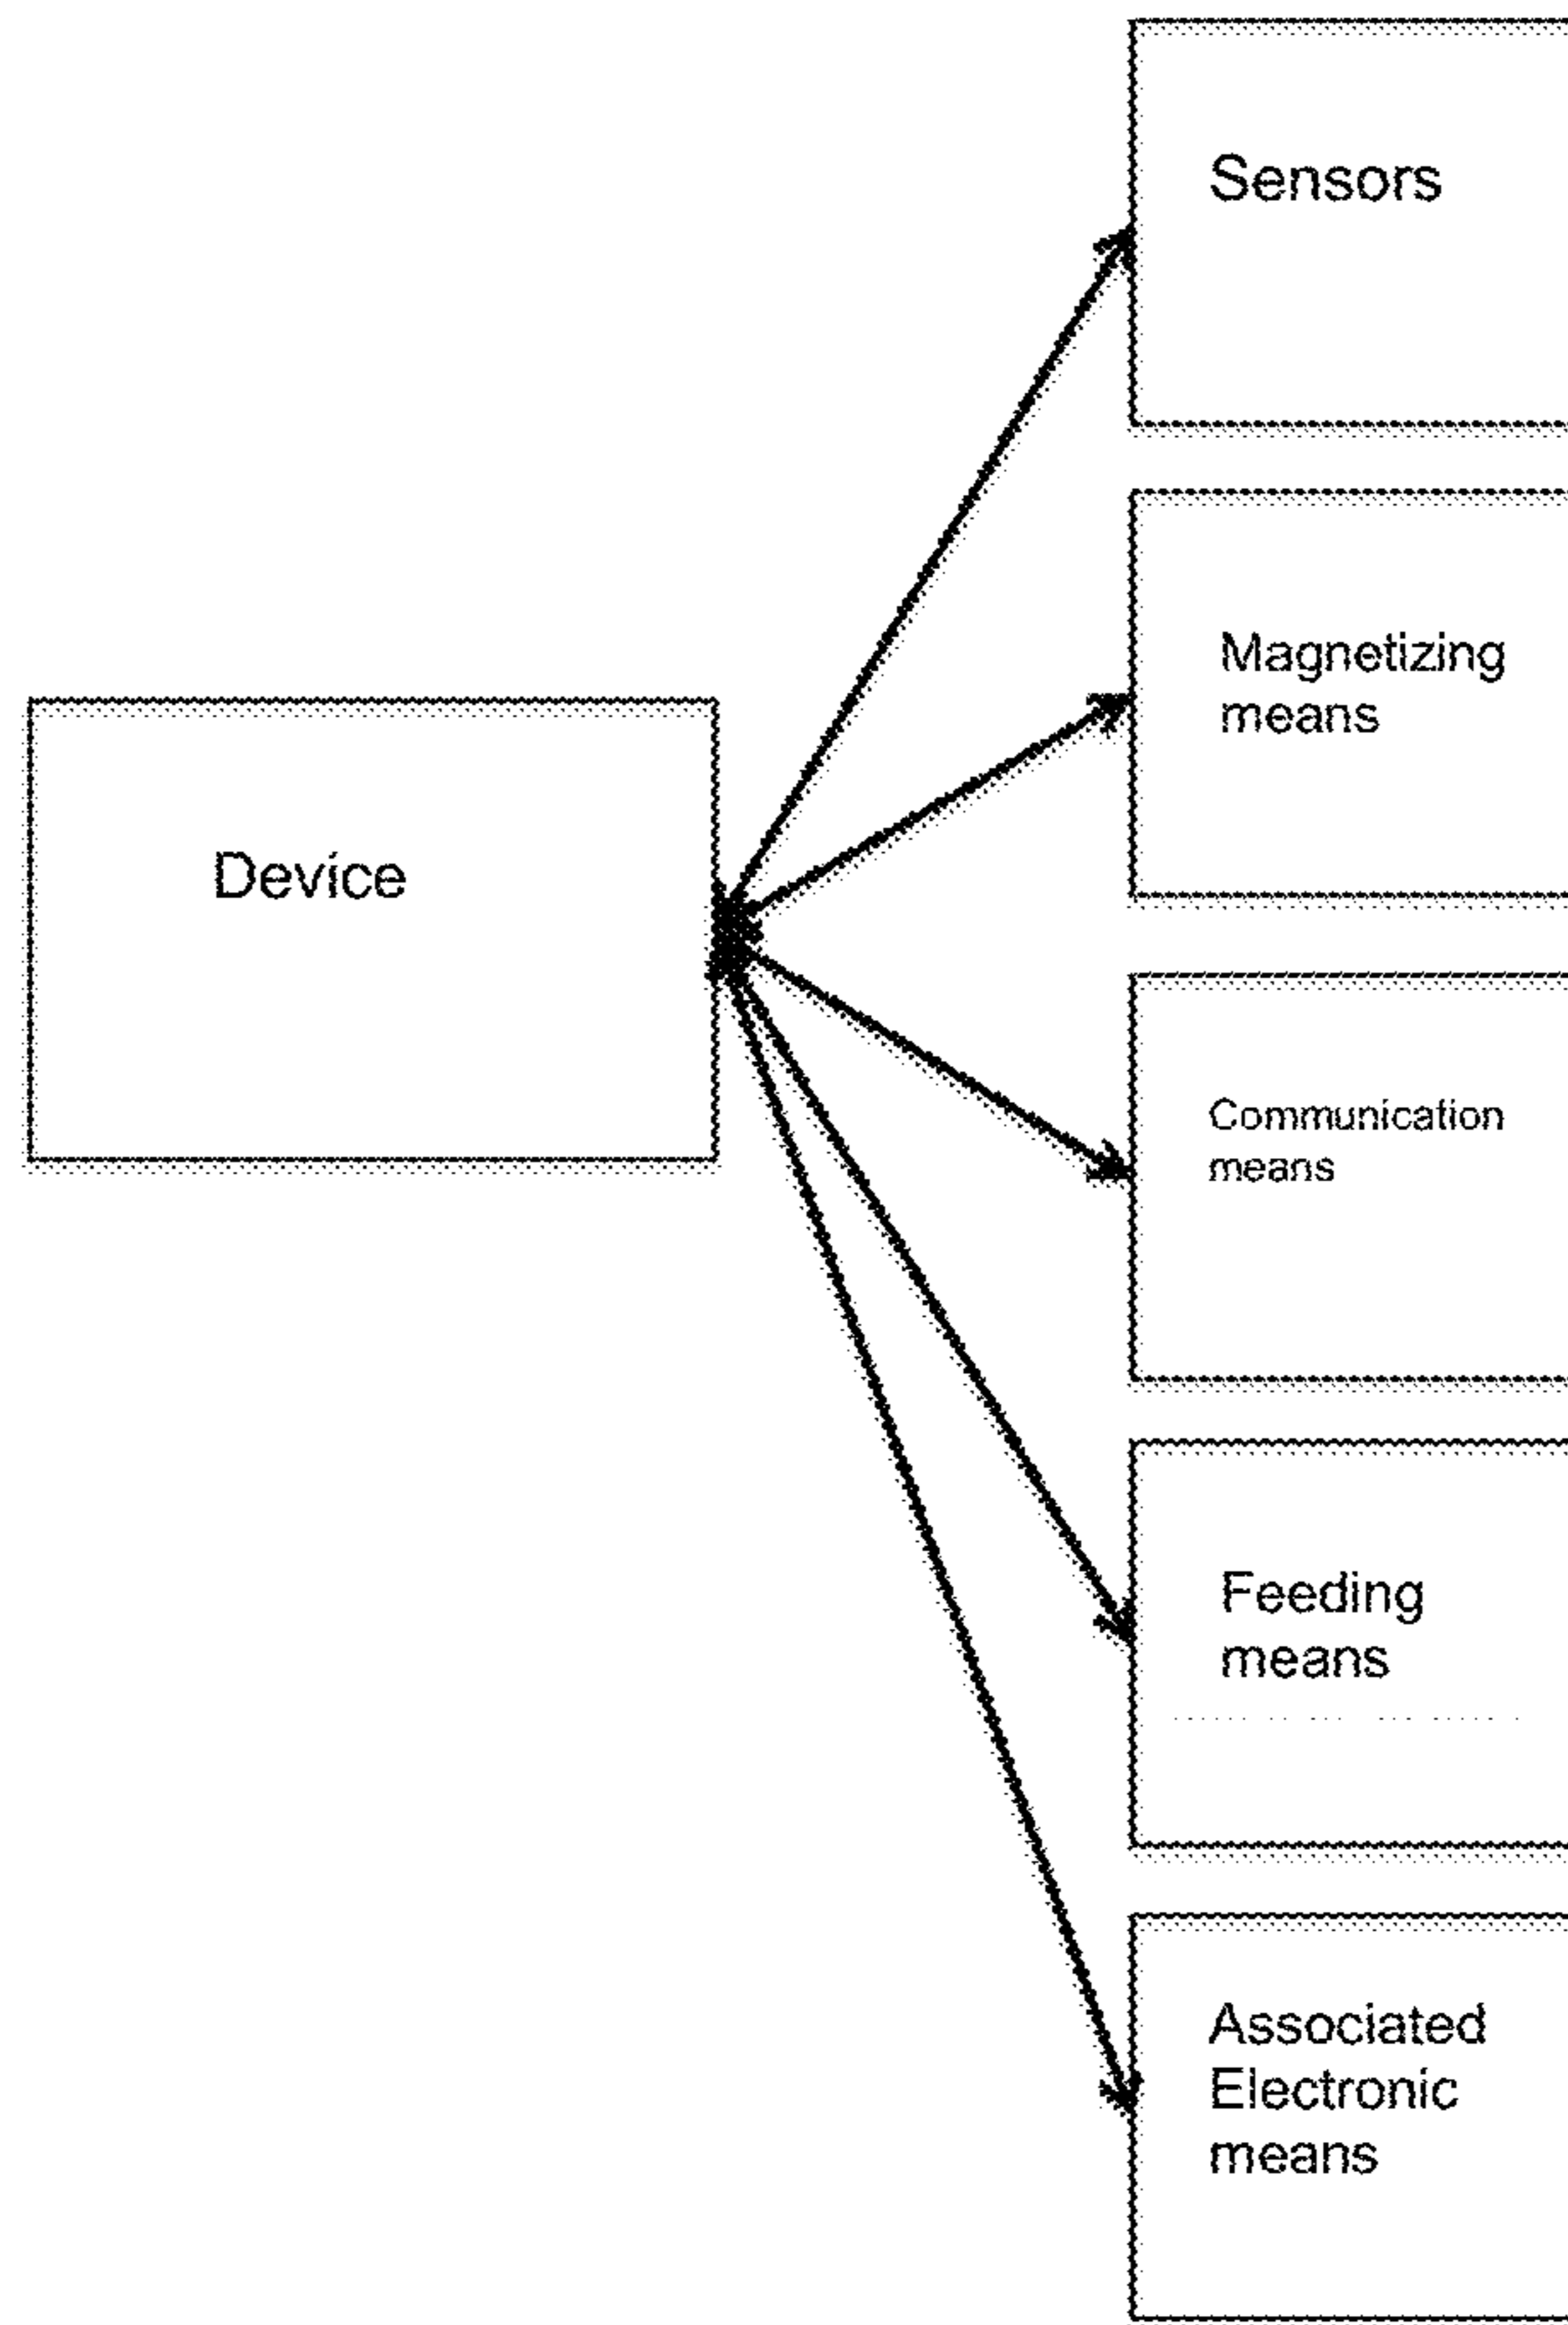 Sensors
Magnetizing
means
Device
Communication
means
Feeding
means
Associated
Electronic
means